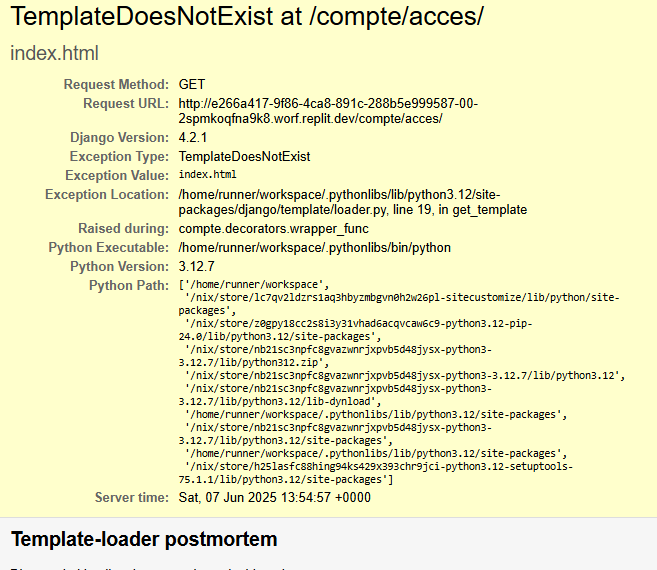 TemplateDoesNotExist at /compte/acces/
index.html
Request Method: GET
Request URL: http://e266a417-9f86-4ca8-891c-288b5e999587-00-
2spmkoqfna9k8.worf.replit.dev/compte/acces/
Django Version: 4.2.1
Exception Type: TemplateDoesNotExist
Exception Value: index.html
Exception Location: /home/runner/workspace/.pythonlibs/lib/python3.12/site-
packages/django/template/loader.py, line 19, in get_template
Raised during: compte.decorators.wrapper_func
Python Executable: /home/runner/workspace/.pythonlibs/bin/python
Python Version: 3.12.7
Python Path: ['/home/runner/workspace',
'/nix/store/lc7qv2ldzrs1aq3hbyzmbgvn0h2w26pl-sitecustomize/lib/python/site-
packages',
'/nix/store/z0gpy18cc2s8i3y31vhad6acqvcaw6c9-python3.12-pip-
24.0/lib/python3.12/site-packages',
'/nix/store/nb21sc3npfc8gvazwnrjxpvb5d48jysx-python3-
3.12.7/lib/python312.zip',
'/nix/store/nb21sc3npfc8gvazwnrjxpvb5d48jysx-python3-3.12.7/lib/python3.12',
'/nix/store/nb21sc3npfc8gvazwnrjxpvb5d48jysx-python3-
3.12.7/lib/python3.12/lib-dynload',
'/home/runner/workspace/.pythonlibs/lib/python3.12/site-packages',
'/nix/store/nb21sc3npfc8gvazwnrjxpvb5d48jysx-python3-
3.12.7/lib/python3.12/site-packages',
'/home/runner/workspace/.pythonlibs/lib/python3.12/site-packages',
'/nix/store/h25lasfc88hing94ks429x393chr9jci-python3.12-setuptools-
75.1.1/lib/python3.12/site-packages']
Server time: Sat, 07 Jun 2025 13:54:57 +0000
Template-loader postmortem